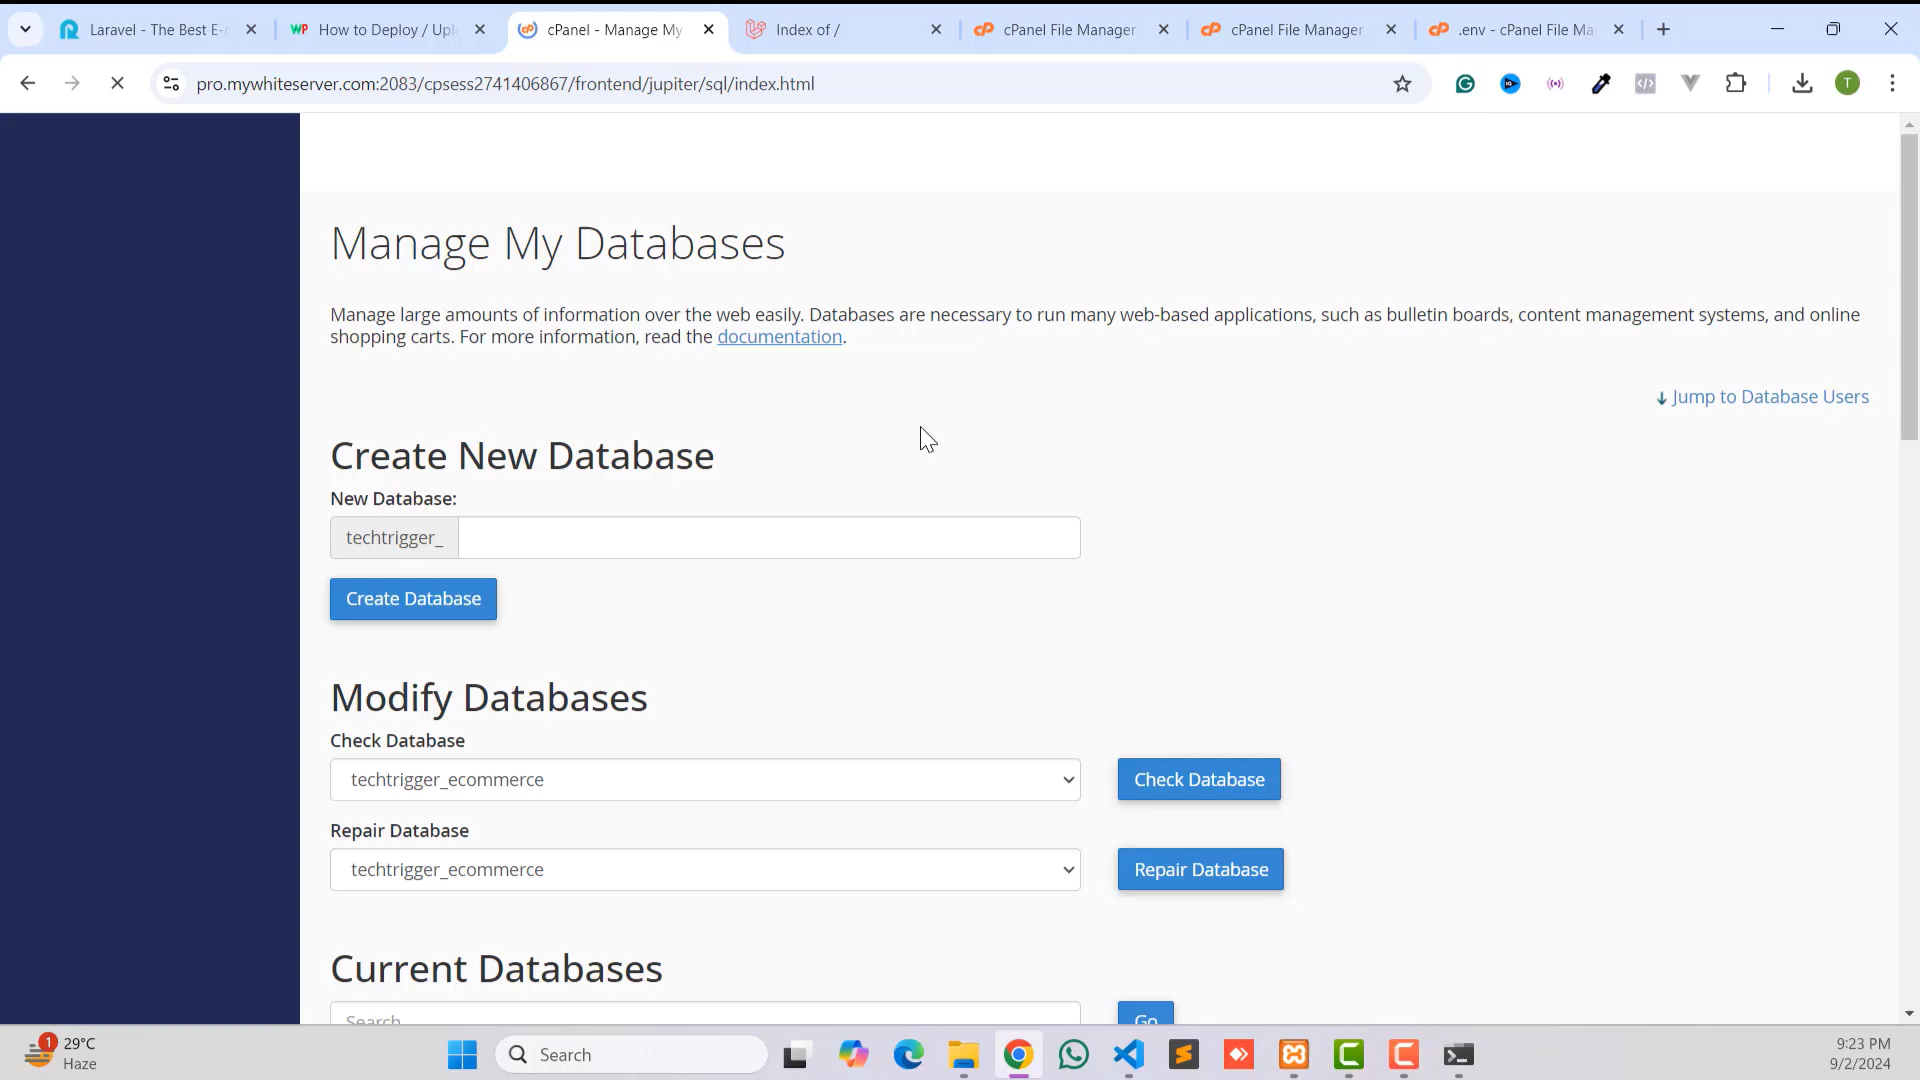 Laravel - The Best E-c
How to Deploy / Upl
cPanel - Manage My
Index of /
cPanel File Manager
cPanel File Manager
.env - cPanel File Ma
pro.mywhiteserver.com:2083/cpsess2741406867/frontend/jupiter/sql/index.html
T
Manage My Databases
Manage large amounts of information over the web easily. Databases are necessary to run many web-based applications, such as bulletin boards, content management systems, and online
shopping carts. For more information, read the documentation.
Jump to Database Users
Create New Database
New Database:
techtrigger_
Create Database
Modify Databases
Check Database
techtrigger_ecommerce
Check Database
Repair Database
techtrigger_ecommerce
Repair Database
Current Databases
Search
Go
1
29°C
Haze
Search
9:23 PM
9/2/2024